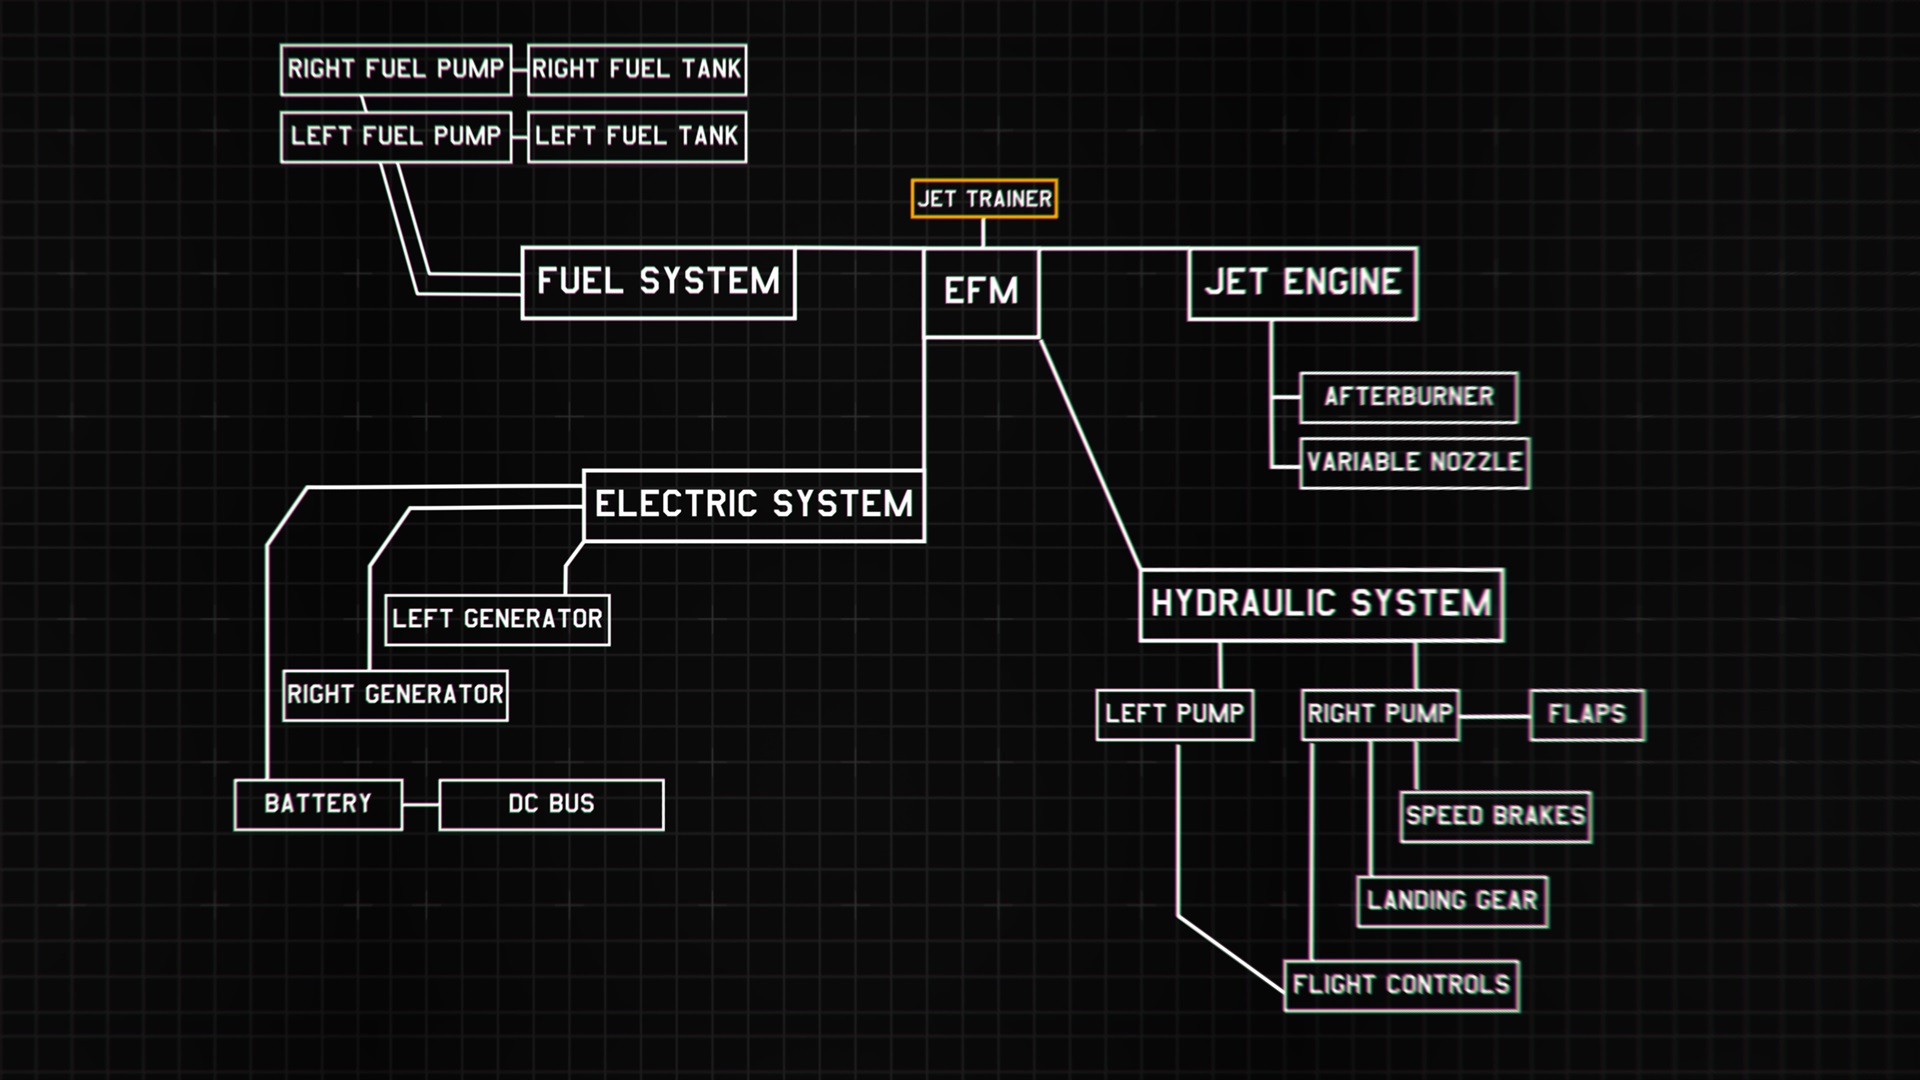 RIGHT FUEL PUMP
RIGHT FUEL TANK
LEFT FUEL PUMP
LEFT FUEL TANK
JET TRAINER
FUEL SYSTEM
EFM
JET ENGINE
AFTERBURNER
VARIABLE NOZZLE
ELECTRIC SYSTEM
LEFT GENERATOR
RIGHT GENERATOR
BATTERY
DC BUS
HYDRAULIC SYSTEM
LEFT PUMP
RIGHT PUMP
FLAPS
SPEED BRAKES
LANDING GEAR
FLIGHT CONTROLS